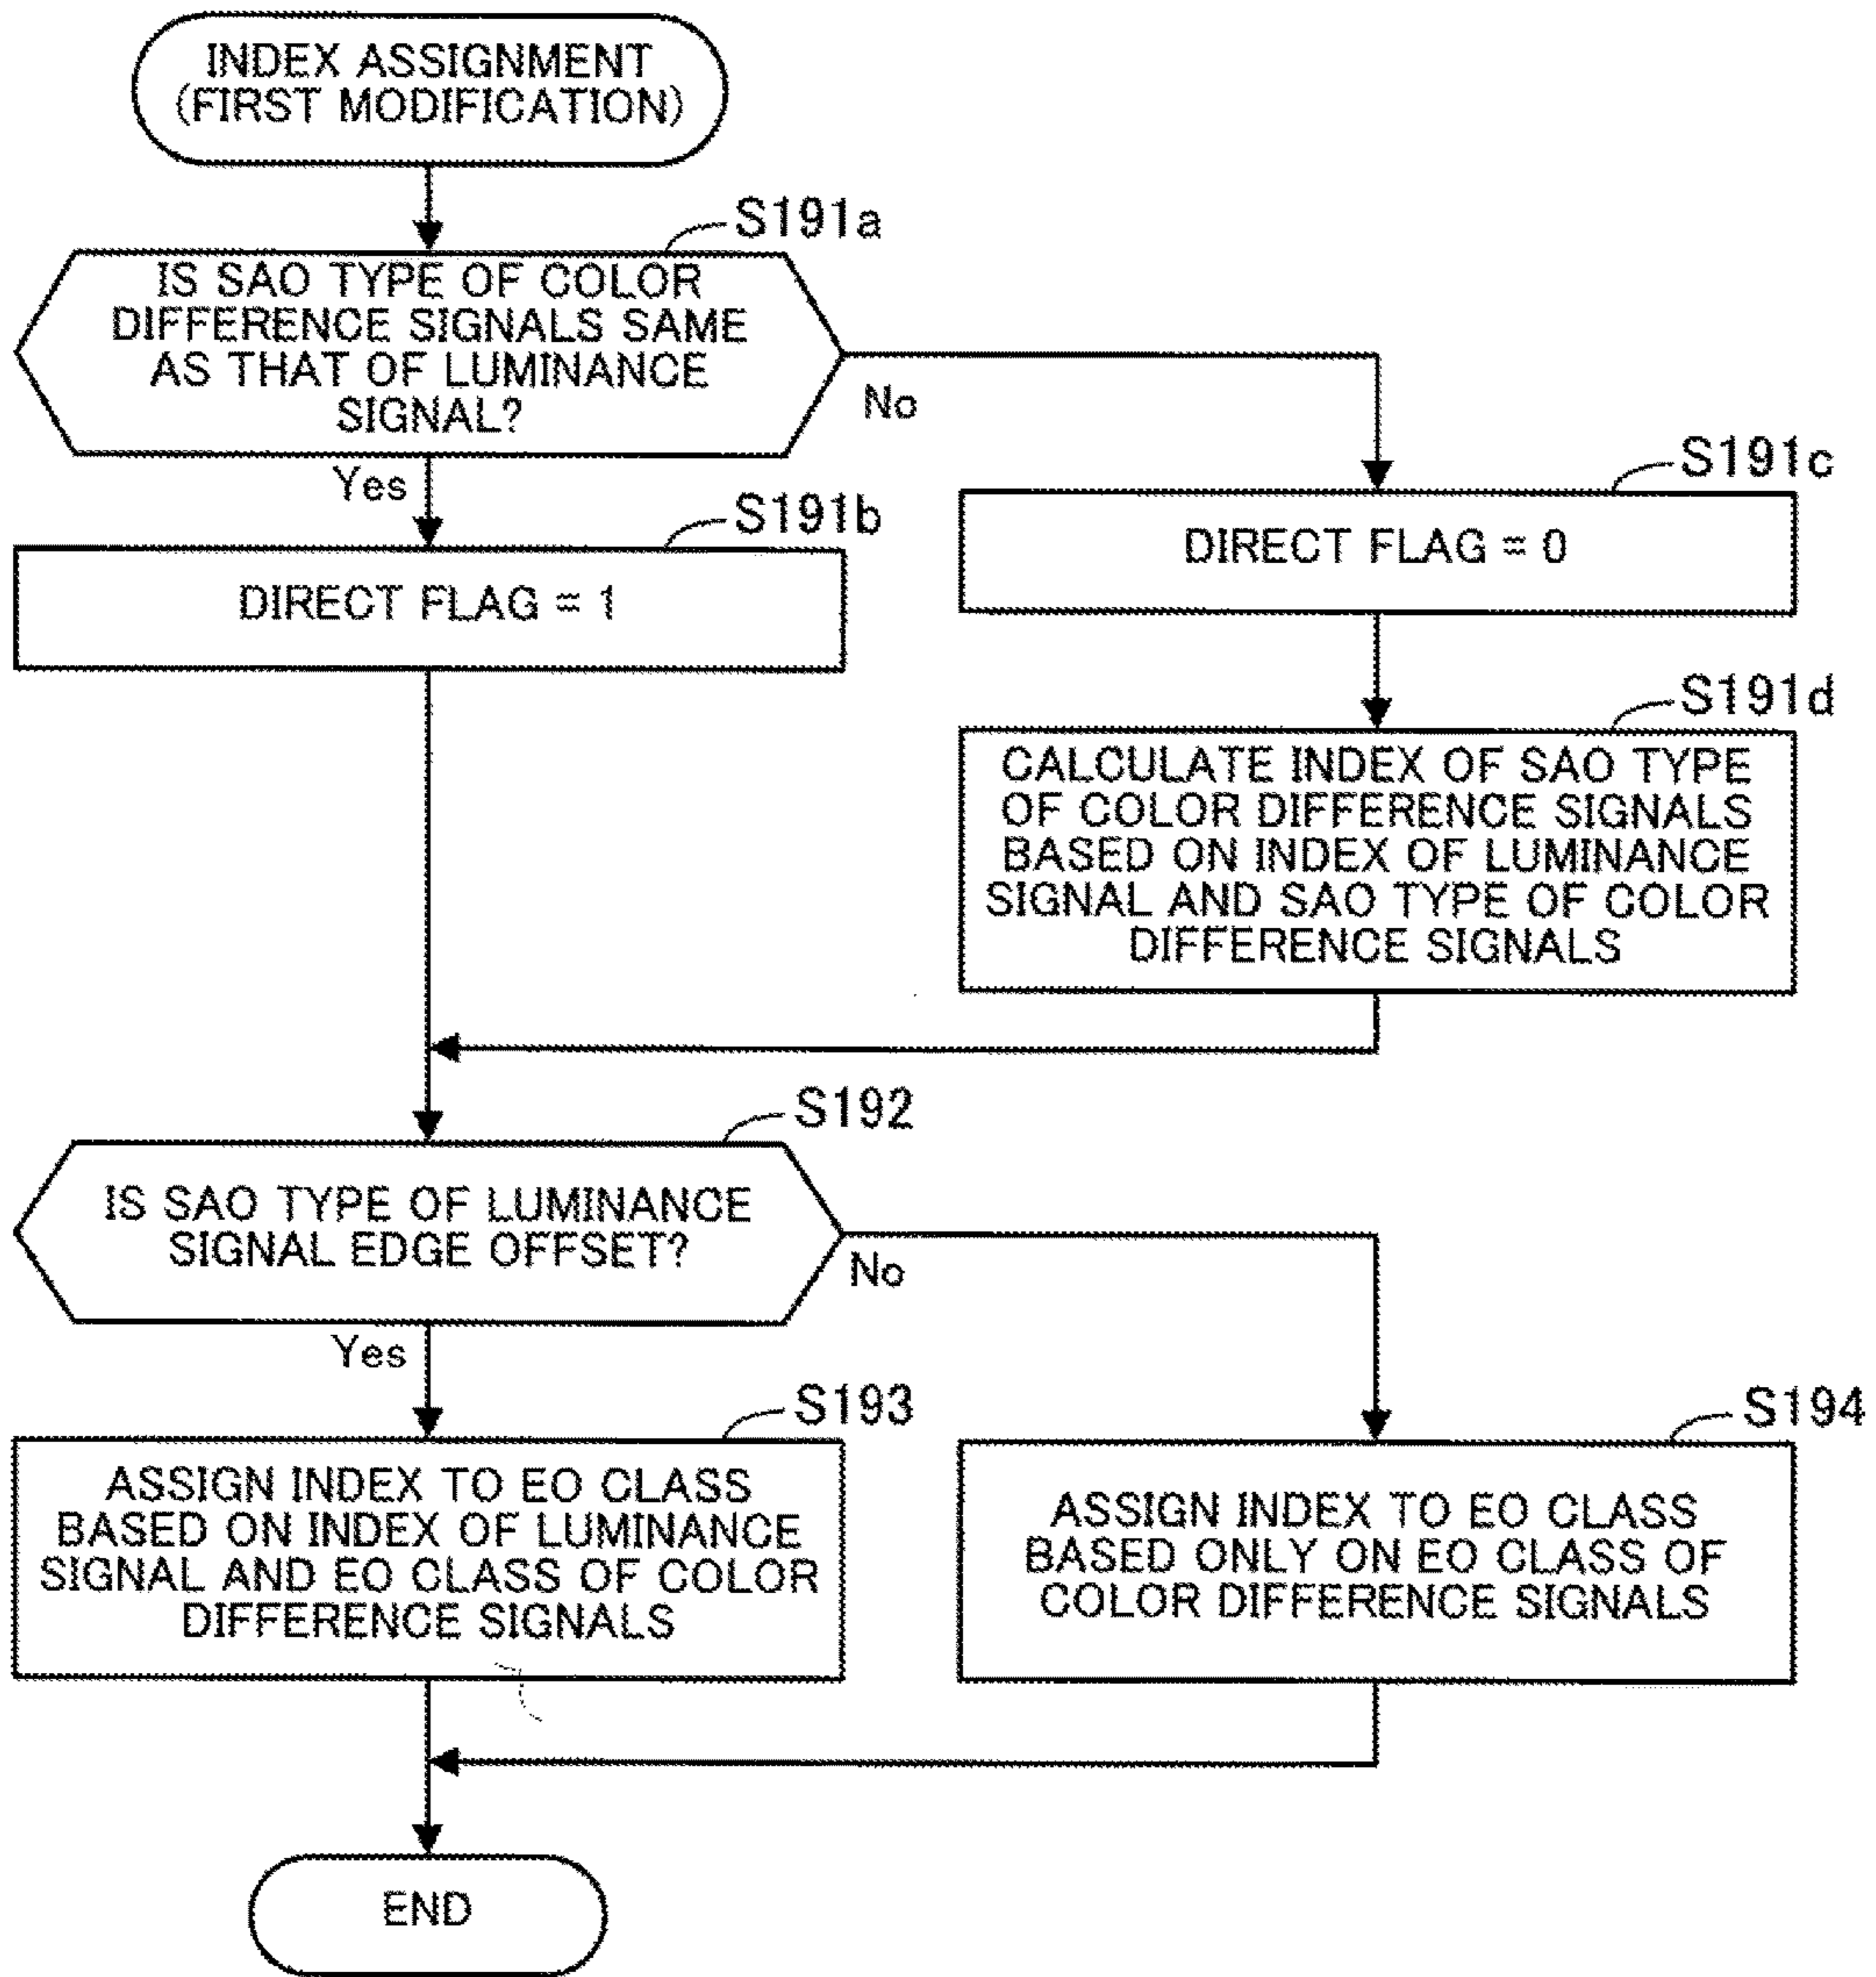 INDEX ASSIGNMENT
(FIRST MODIFICATION)
S191a
IS SAO TYPE OF COLOR
DIFFERENCE SIGNALS SAME
AS THAT OF LUMINANCE
SIGNAL?
No
Yes
S191b
DIRECT FLAG = 1
S191c
DIRECT FLAG = 0
S191d
CALCULATE INDEX OF SAO TYPE
OF COLOR DIFFERENCE SIGNALS
BASED ON INDEX OF LUMINANCE
SIGNAL AND SAO TYPE OF COLOR
DIFFERENCE SIGNALS
S192
IS SAO TYPE OF LUMINANCE
SIGNAL EDGE OFFSET?
No
Yes
S193
ASSIGN INDEX TO EO CLASS
BASED ON INDEX OF LUMINANCE
SIGNAL AND EO CLASS OF COLOR
DIFFERENCE SIGNALS
S194
ASSIGN INDEX TO EO CLASS
BASED ONLY ON EO CLASS OF
COLOR DIFFERENCE SIGNALS
END